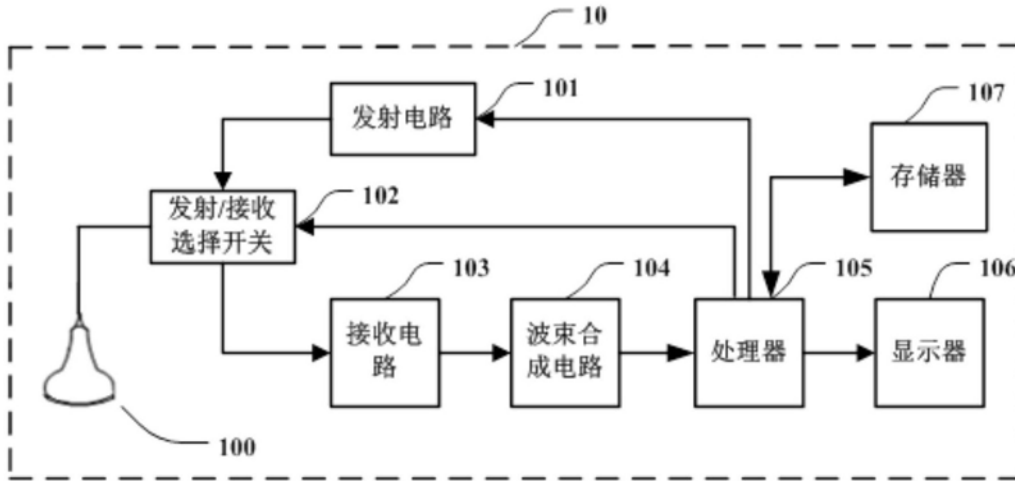 10
101
发射电路
107
存储器
发射/接收
选择开关
102
103
104
105
106
接收电
路
波束合
成电路
处理器
显示器
100